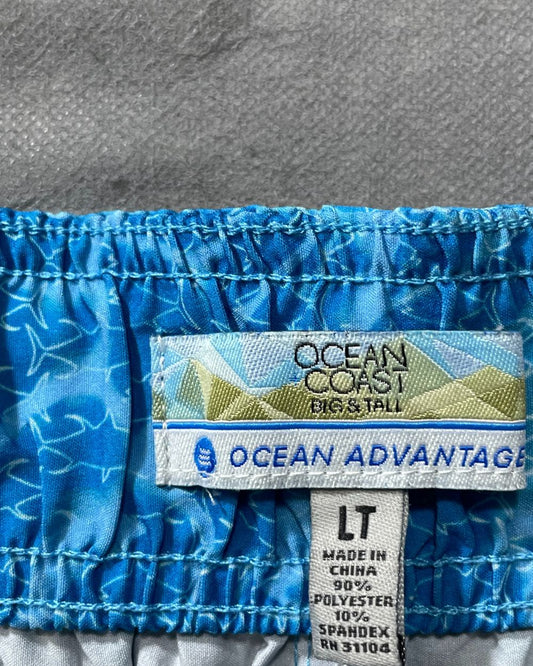 OCEAN
COAST
BIG & TALL
OCEAN ADVANTAGE
LT
MADE IN
CHINA
90%
POLYESTER
10%
SPANDEX
RN 31104